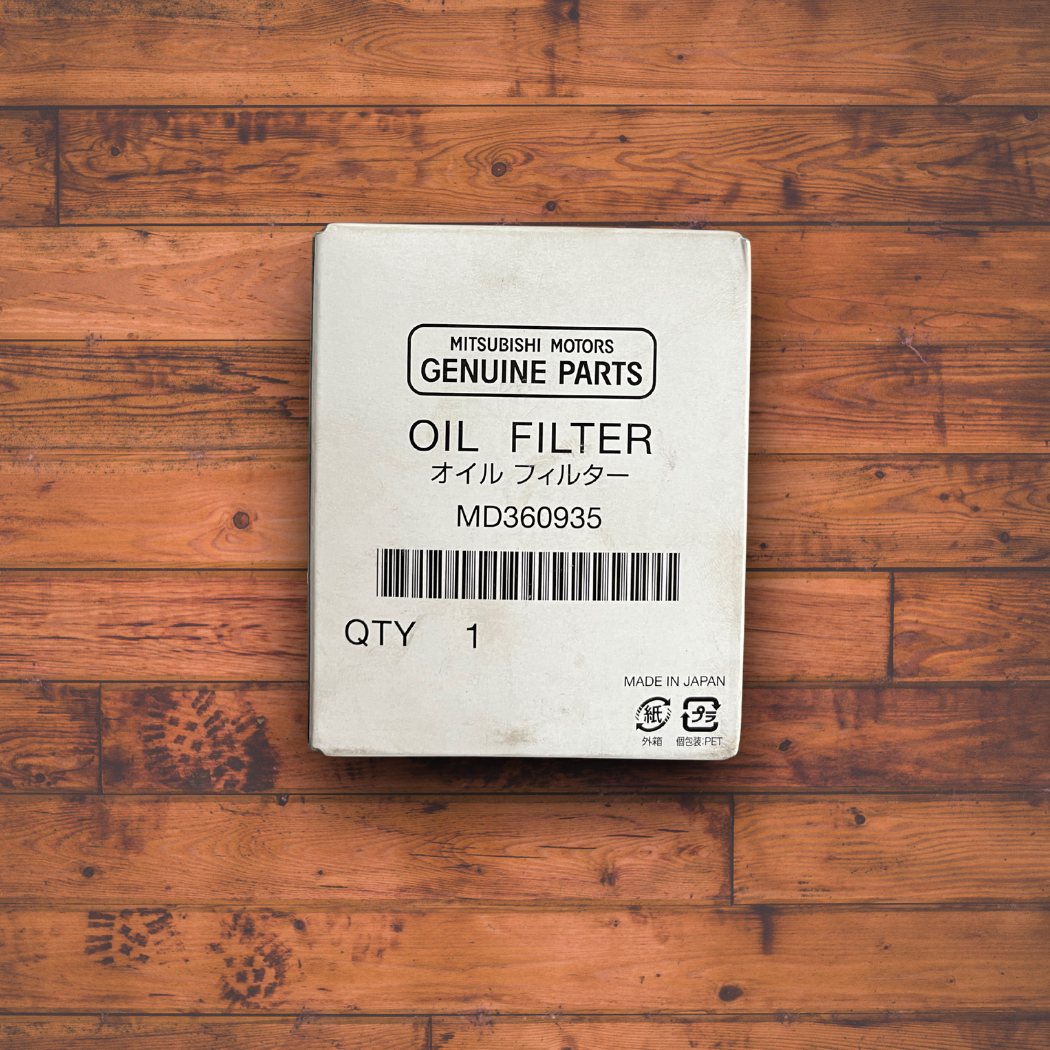 MITSUBISHI MOTORS
GENUINE PARTS
OIL FILTER
オイル フィルター
MD360935
QTY 1
MADE IN JAPAN
紙 プラ
外箱 個包装:PET